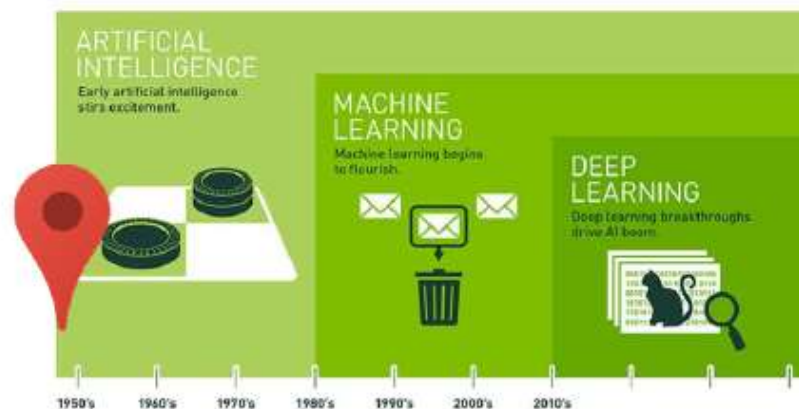 ARTIFICIAL
INTELLIGENCE
Early artificial intelligence
stirs excitement.
MACHINE
LEARNING
Machine learning begins
to flourish.
DEEP
LEARNING
Deep learning breakthroughs
drive AI boom.
1950's 1960's 1970's 1980's 1990's 2000's 2010's